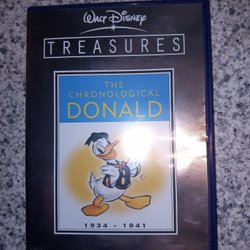 WALT DISNEY
TREASURES
THE
CHRONOLOGICAL
DONALD
1934 - 1941